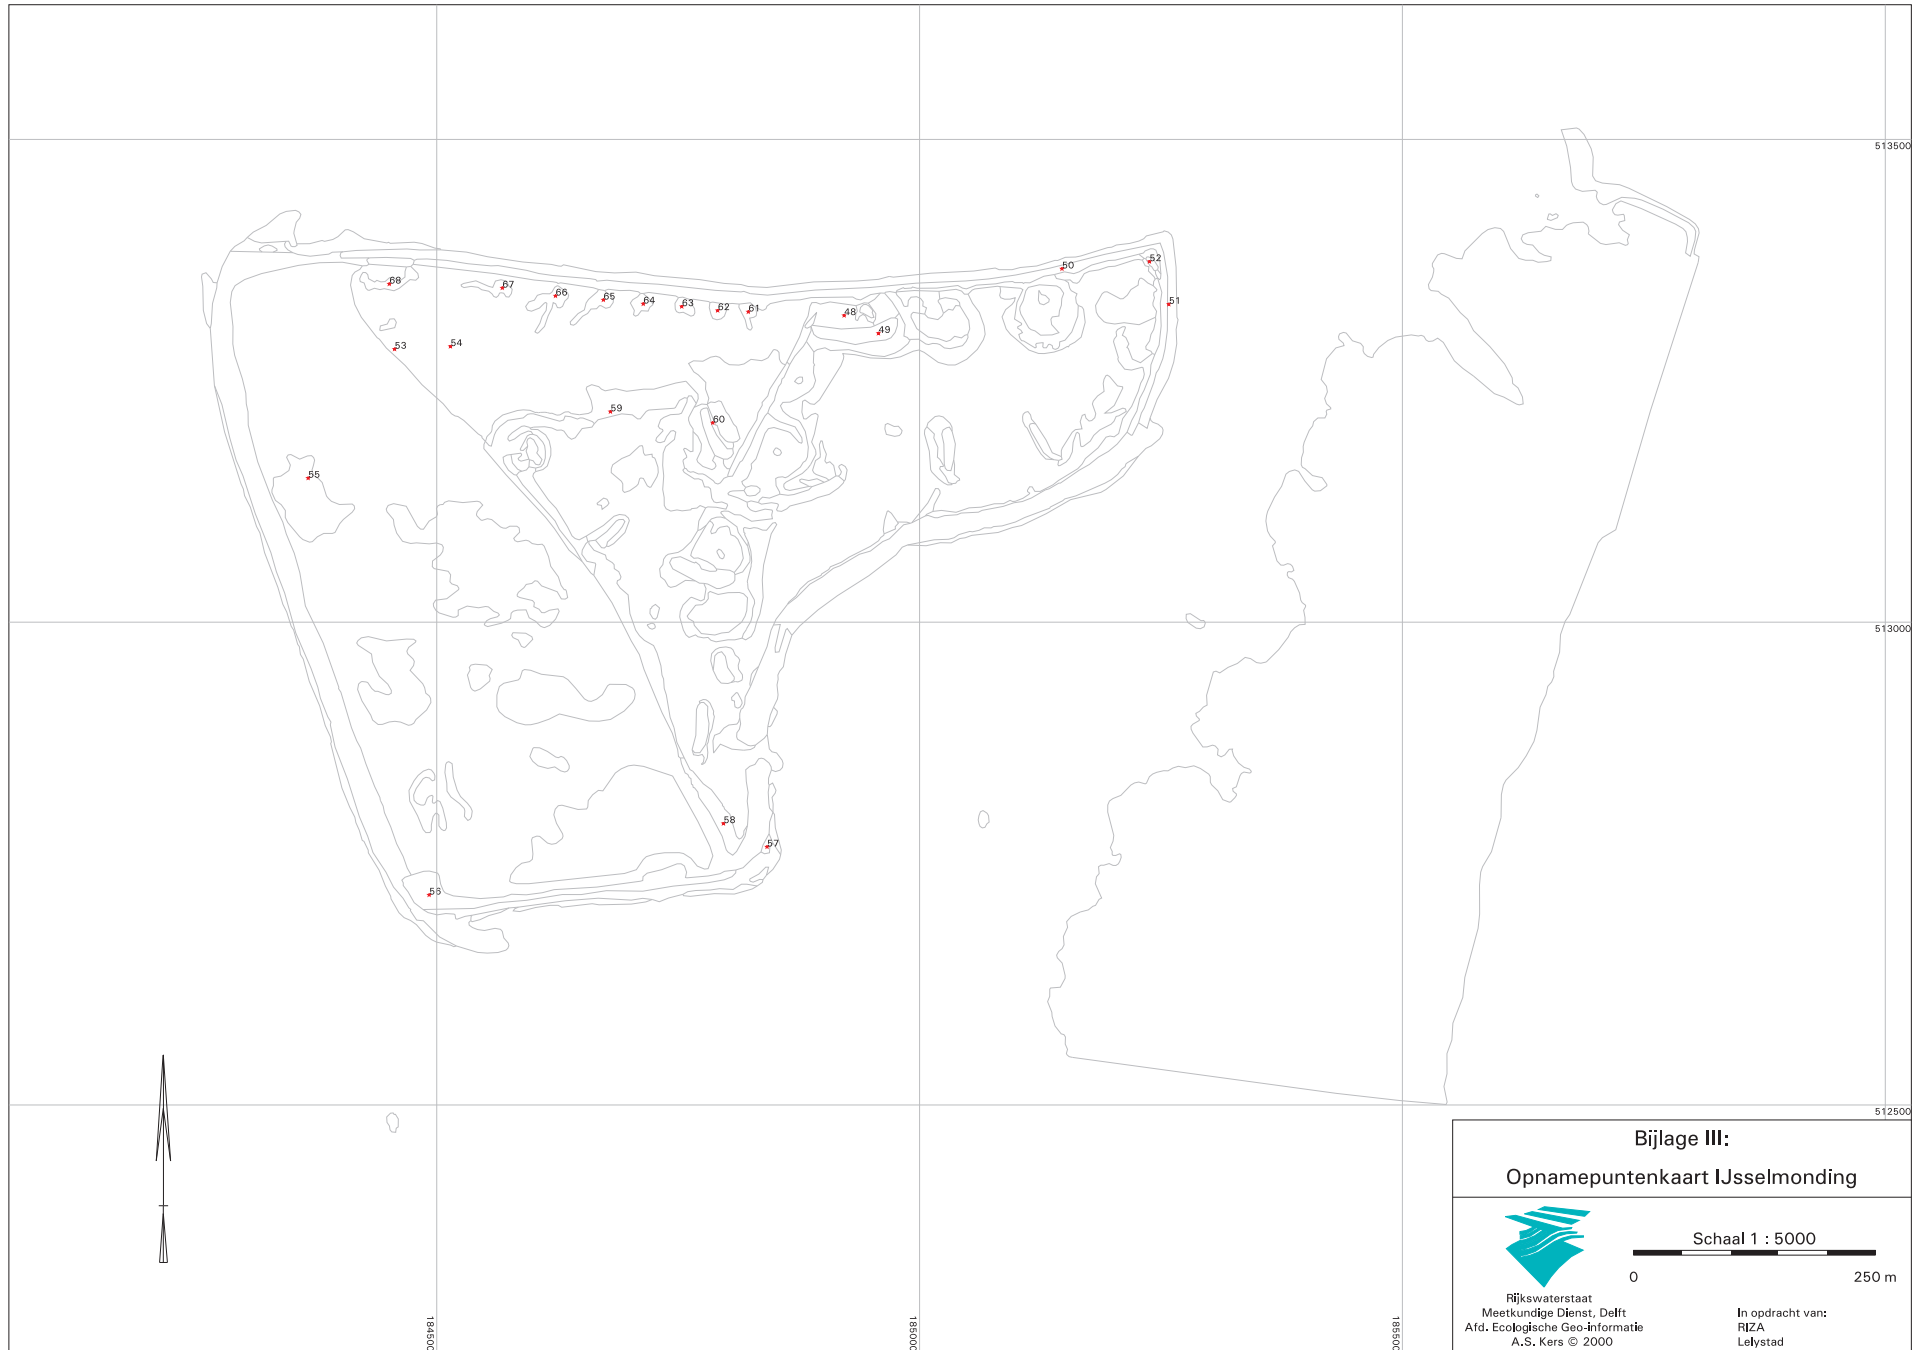 513500
52
50
68
67
51
66
65
64
63
62
61
48
49
54
53
59
60
55
513000
58
57
56
512500
Bijlage III:
Opnamepuntenkaart IJsselmonding
Schaal 1 : 5000
0 250 m
Rijkswaterstaat
Meetkundige Dienst, Delft
Afd. Ecologische Geo-informatie
A.S. Kers © 2000
In opdracht van:
RIZA
Lelystad
184500
185000
185500